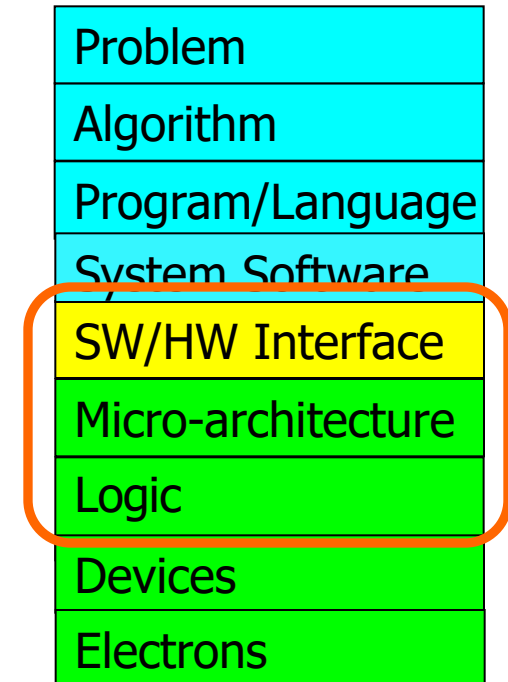 Problem
Algorithm
Program/Language
System Software
SW/HW Interface
Micro-architecture
Logic
Devices
Electrons